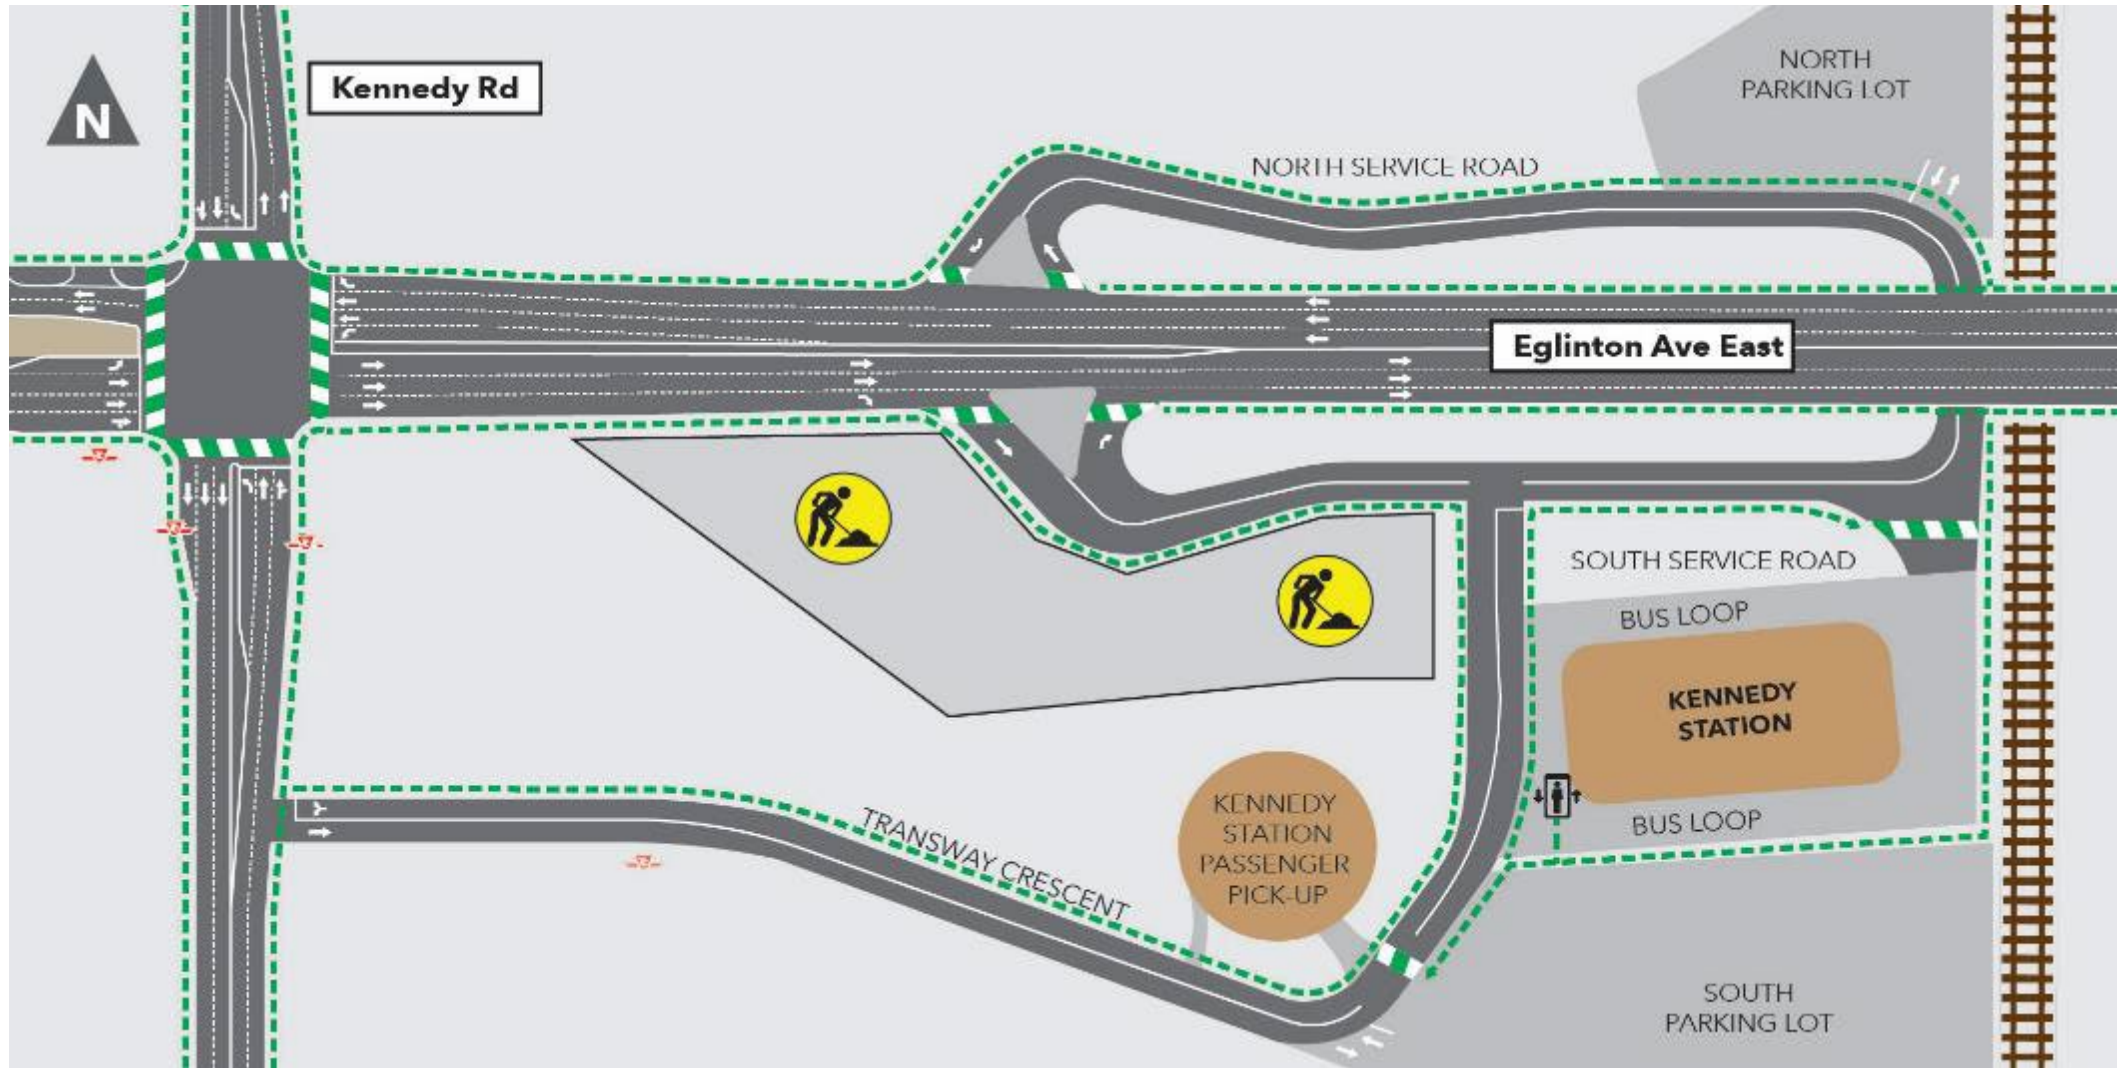 N
Kennedy Rd
NORTH
PARKING LOT
NORTH SERVICE ROAD
Eglinton Ave East
SOUTH SERVICE ROAD
BUS LOOP
KENNEDY
STATION
BUS LOOP
TRANSWAY CRESCENT
KENNEDY
STATION
PASSENGER
PICK-UP
SOUTH
PARKING LOT